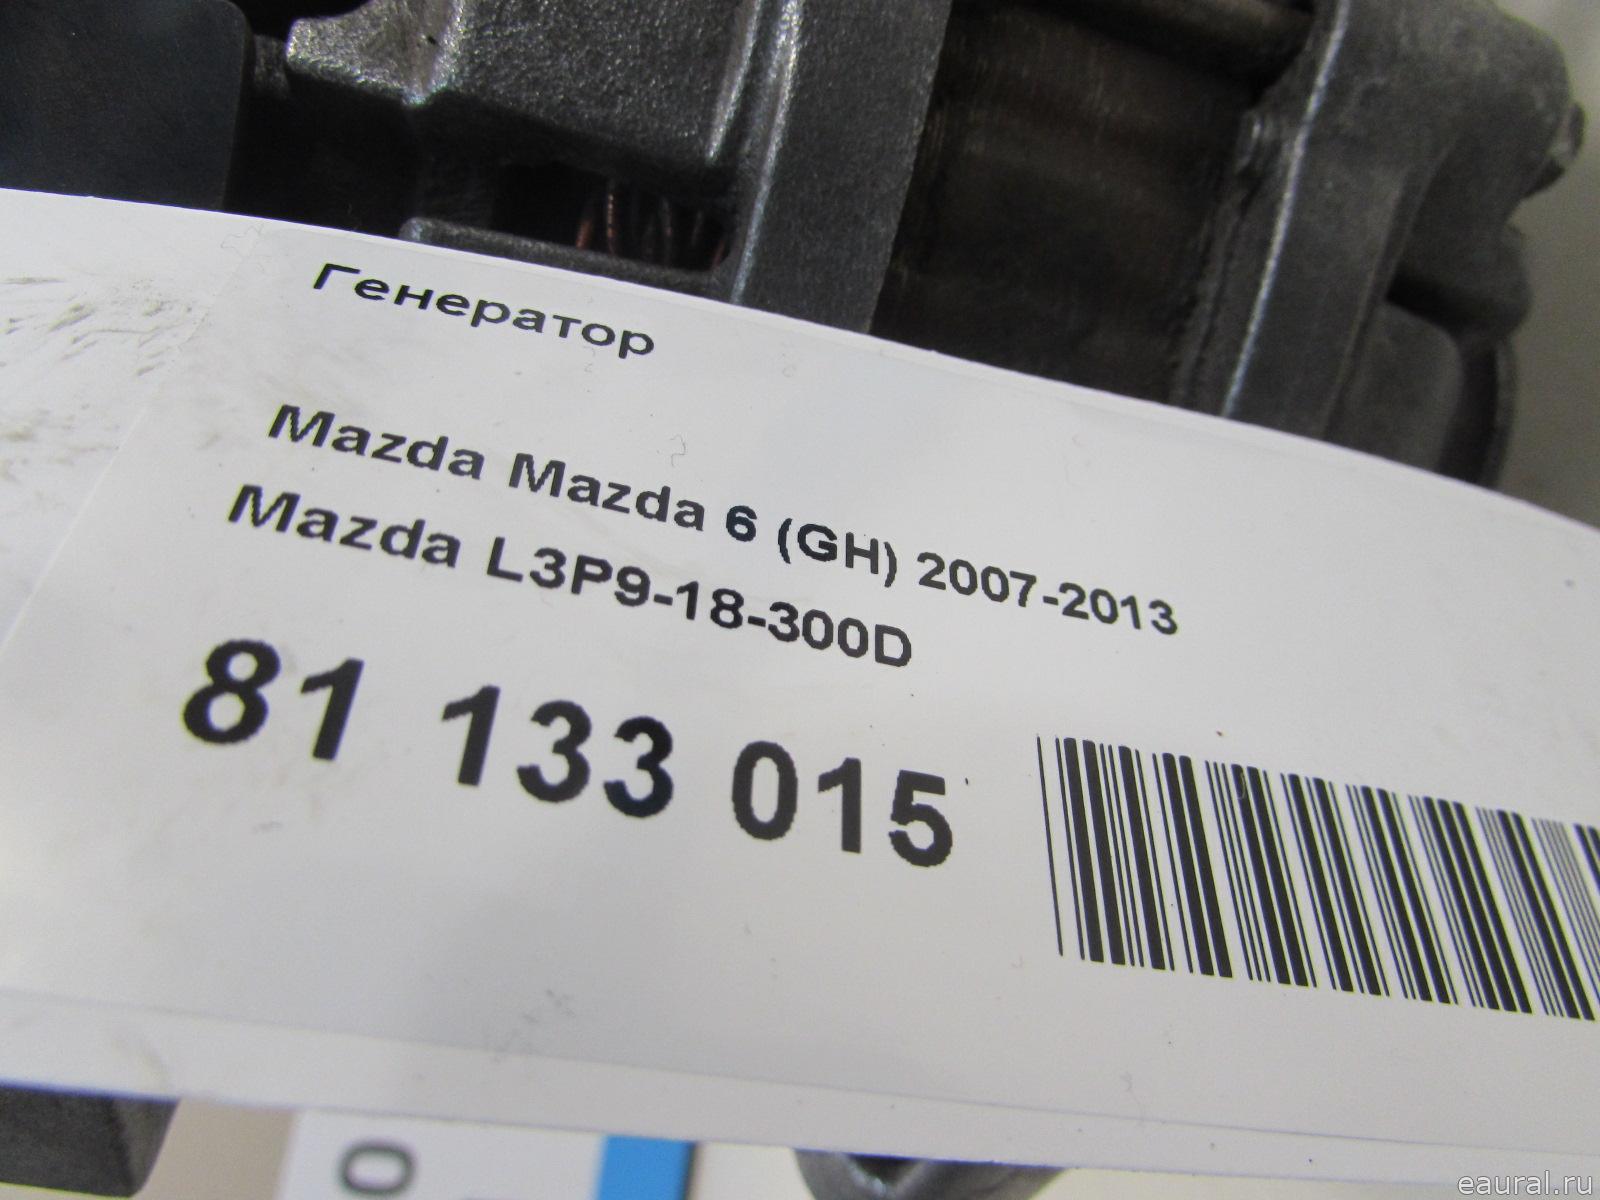 Генератор
Mazda Mazda 6 (GH) 2007-2013
Mazda L3P9-18-300D
81 133 015
eaural.ru